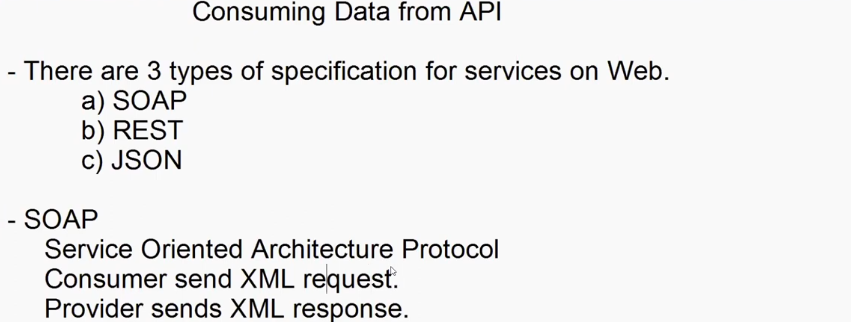 Consuming Data from API
- There are 3 types of specification for services on Web.
a) SOAP
b) REST
c) JSON
- SOAP
Service Oriented Architecture Protocol
Consumer send XML request.
Provider sends XML response.